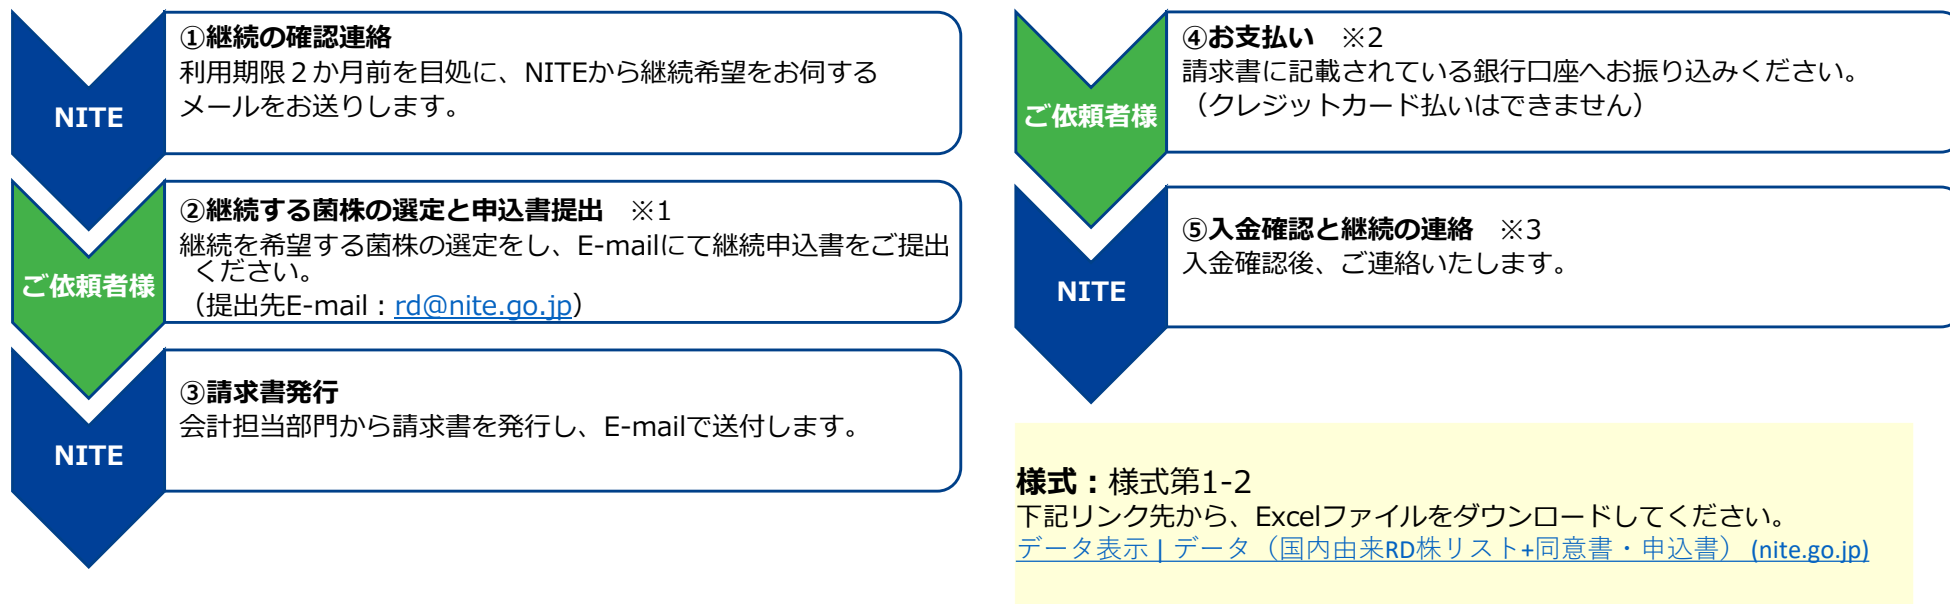 NITE
①継続の確認連絡
利用期限２か月前を目処に、NITEから継続希望をお伺する
メールをお送りします。
ご依頼者様
②継続する菌株の選定と申込書提出　※1
継続を希望する菌株の選定をし、E-mailにて継続申込書をご提出
ください。
（提出先E-mail：rd@nite.go.jp）
NITE
③請求書発行
会計担当部門から請求書を発行し、E-mailで送付します。
ご依頼者様
④お支払い　※2
請求書に記載されている銀行口座へお振り込みください。
（クレジットカード払いはできません）
NITE
⑤入金確認と継続の連絡　※3
入金確認後、ご連絡いたします。
様式：様式第1-2
下記リンク先から、Excelファイルをダウンロードしてください。
データ表示 | データ（国内由来RD株リスト+同意書・申込書） (nite.go.jp)